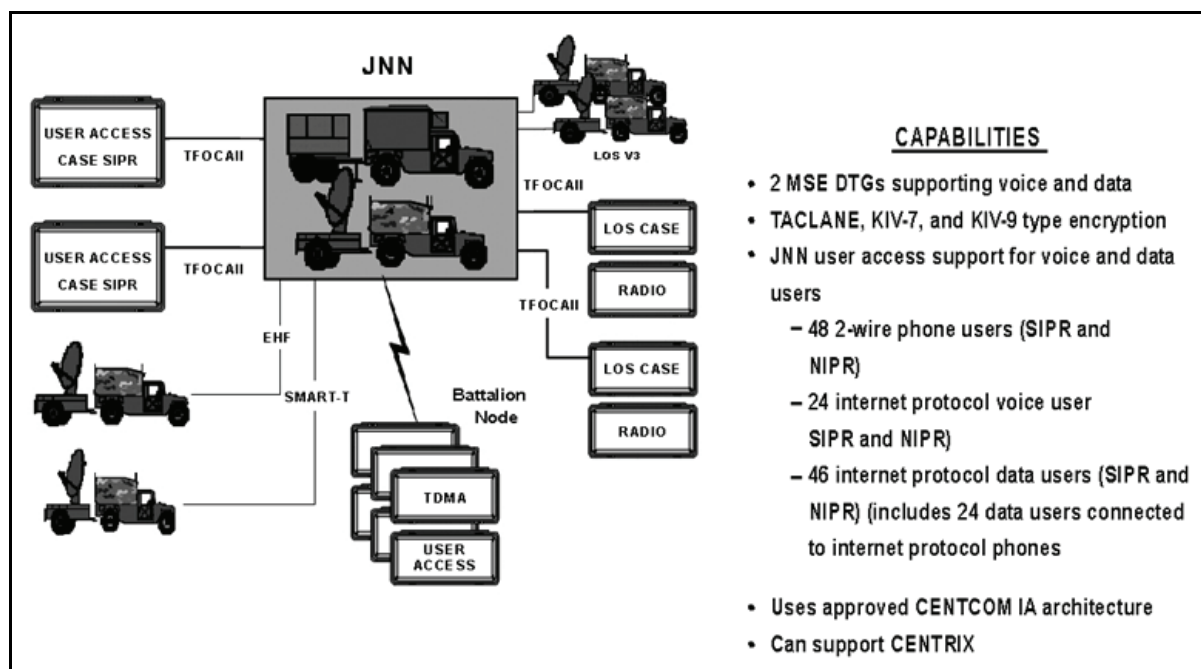 JNN
USER ACCESS
CASE SIPR
TFOCAII
LOS V3
TFOCAII
LOS CASE
RADIO
USER ACCESS
CASE SIPR
TFOCAII
TFOCAII
LOS CASE
RADIO
EHF
SMART-T
Battalion
Node
TDMA
USER
ACCESS
CAPABILITIES
• 2 MSE DTGs supporting voice and data
• TACLANE, KIV-7, and KIV-9 type encryption
• JNN user access support for voice and data
users
– 48 2-wire phone users (SIPR and
NIPR)
– 24 internet protocol voice user
SIPR and NIPR)
– 46 internet protocol data users (SIPR and
NIPR) (includes 24 data users connected
to internet protocol phones
• Uses approved CENTCOM IA architecture
• Can support CENTRIX